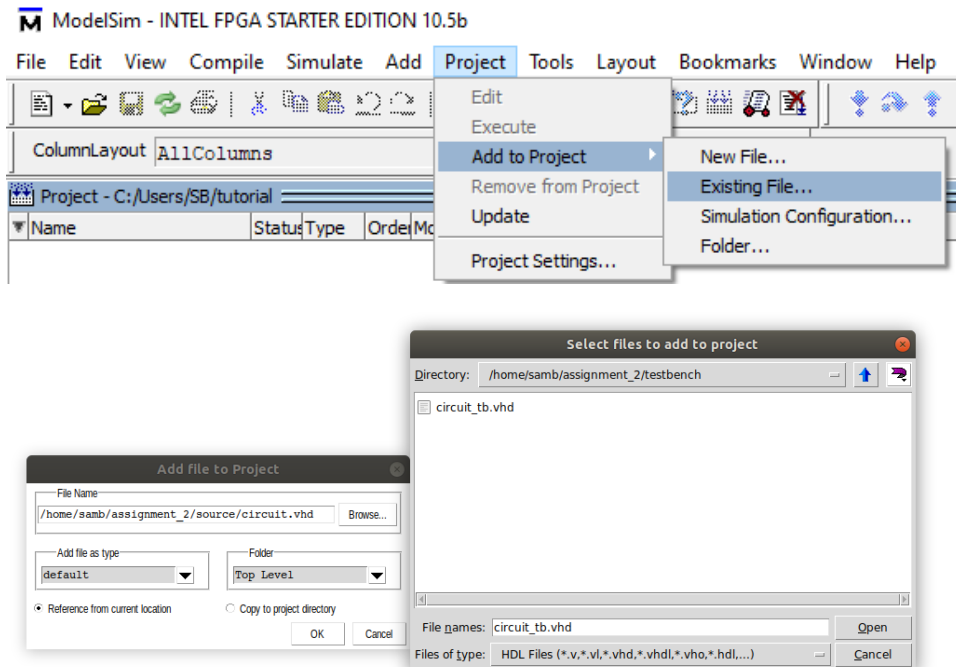 ModelSim - INTEL FPGA STARTER EDITION 10.5b
File Edit View Compile Simulate Add Project Tools Layout Bookmarks Window Help
Edit
Execute
ColumnLayout AllColumns
Add to Project
New File...
Project - C:/Users/SB/tutorial
Remove from Project
Existing File...
Name Status Type Order Mo
Update
Simulation Configuration...
Folder...
Project Settings...
Select files to add to project
Directory: /home/samb/assignment_2/testbench
circuit_tb.vhd
Add file to Project
File Name
/home/samb/assignment_2/source/circuit.vhd Browse...
Add file as type Folder
default Top Level
Reference from current location Copy to project directory
OK Cancel
File names: circuit_tb.vhd Open
Files of type: HDL Files (*.v,*.vl,*.vhd,*.vhdl,*.vho,*.hdl,...) Cancel